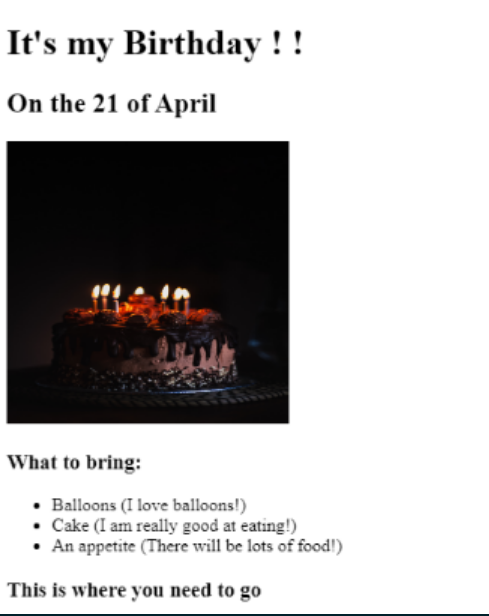 It's my Birthday ! !
On the 21 of April
What to bring:
Balloons (I love balloons!)
Cake (I am really good at eating!)
An appetite (There will be lots of food!)
This is where you need to go